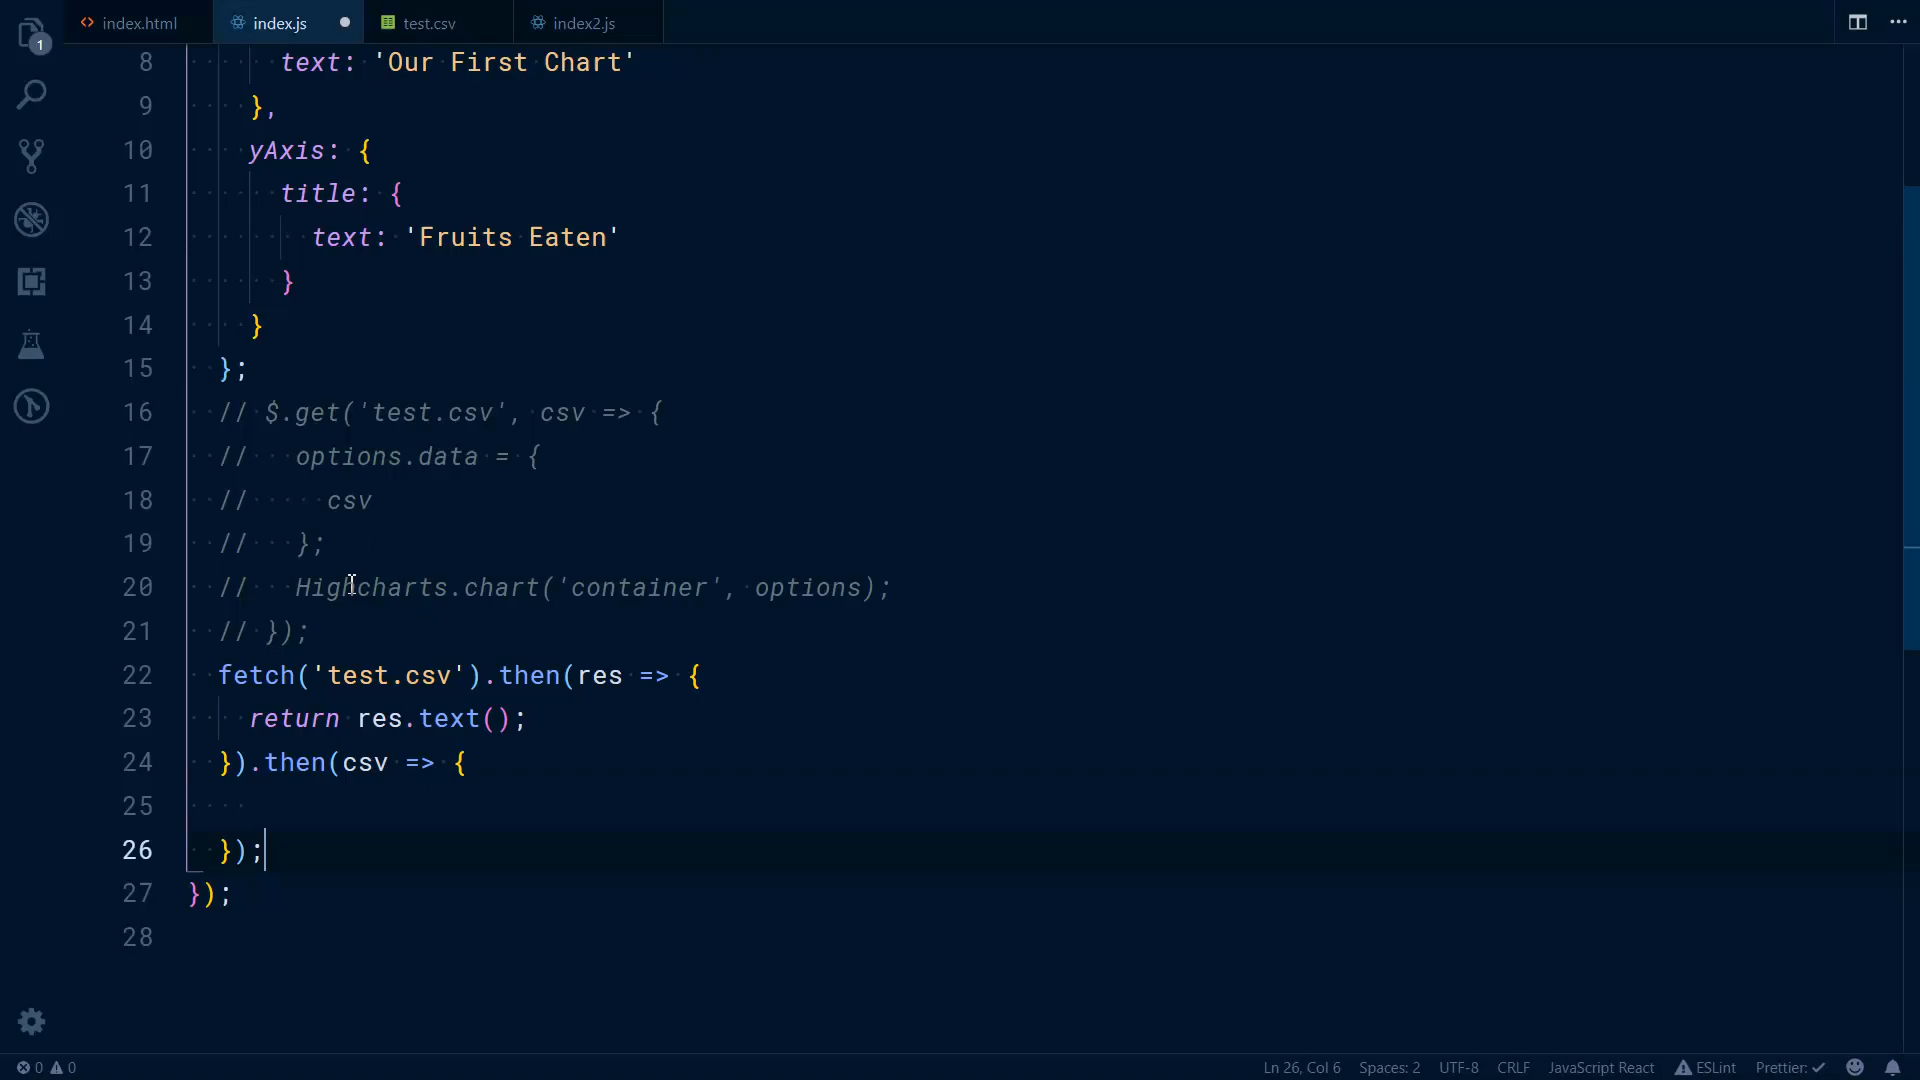 1
index.html
index.js
test.csv
index2.js
8 text: 'Our First Chart'
9 },
10 yAxis: {
11 title: {
12 text: 'Fruits Eaten'
13 }
14 }
15 };
16 // $.get('test.csv', csv => {
17 // options.data = {
18 // csv
19 // };
20 // Highcharts.chart('container', options);
21 // });
22 fetch('test.csv').then(res => {
23 return res.text();
24 }).then(csv => {
25
26 });
27 });
28
0 0 Ln 26, Col 6 Spaces: 2 UTF-8 CRLF JavaScript React ESLint Prettier: ✓